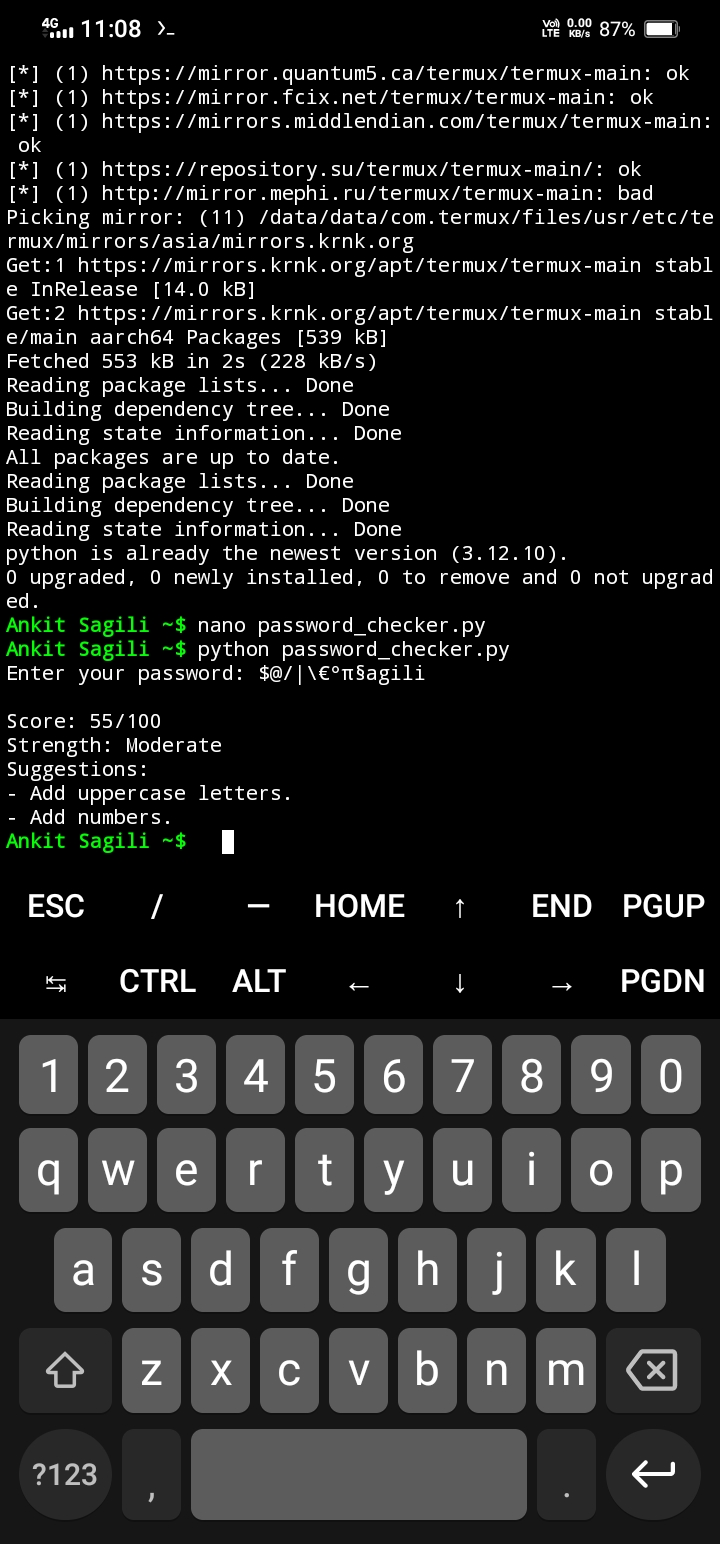 4G 11:08 >_ Vo) LTE 0.00 KB/s 87%
[*] (1) https://mirror.quantum5.ca/termux/termux-main: ok
[*] (1) https://mirror.fcix.net/termux/termux-main: ok
[*] (1) https://mirrors.middlendian.com/termux/termux-main:
ok
[*] (1) https://repository.su/termux/termux-main/: ok
[*] (1) http://mirror.mephi.ru/termux/termux-main: bad
Picking mirror: (11) /data/data/com.termux/files/usr/etc/te
rmux/mirrors/asia/mirrors.krnk.org
Get:1 https://mirrors.krnk.org/apt/termux/termux-main stabl
e InRelease [14.0 kB]
Get:2 https://mirrors.krnk.org/apt/termux/termux-main stabl
e/main aarch64 Packages [539 kB]
Fetched 553 kB in 2s (228 kB/s)
Reading package lists... Done
Building dependency tree... Done
Reading state information... Done
All packages are up to date.
Reading package lists... Done
Building dependency tree... Done
Reading state information... Done
python is already the newest version (3.12.10).
0 upgraded, 0 newly installed, 0 to remove and 0 not upgrad
ed.
Ankit Sagili ~$ nano password_checker.py
Ankit Sagili ~$ python password_checker.py
Enter your password: $@/|\€°π§agili
Score: 55/100
Strength: Moderate
Suggestions:
- Add uppercase letters.
- Add numbers.
Ankit Sagili ~$
ESC / — HOME ↑ END PGUP
↹ CTRL ALT ← ↓ → PGDN
1 2 3 4 5 6 7 8 9 0
q w e r t y u i o p
a s d f g h j k l
z x c v b n m
?123 , .